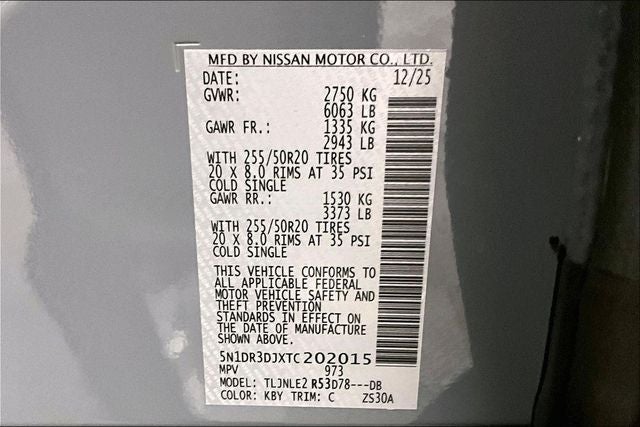 MFD BY NISSAN MOTOR CO., LTD.
DATE: 12/25
GVWR: 2750 KG
6063 LB
GAWR FR.: 1335 KG
2943 LB
WITH 255/50R20 TIRES
20 X 8.0 RIMS AT 35 PSI
COLD SINGLE
GAWR RR.: 1530 KG
3373 LB
WITH 255/50R20 TIRES
20 X 8.0 RIMS AT 35 PSI
COLD SINGLE
THIS VEHICLE CONFORMS TO
ALL APPLICABLE FEDERAL
MOTOR VEHICLE SAFETY AND
THEFT PREVENTION
STANDARDS IN EFFECT ON
THE DATE OF MANUFACTURE
SHOWN ABOVE.
5N1DR3DJXTC202015
MPV 973
MODEL: TLJNLE2 R53D78---DB
COLOR: KBY TRIM: C ZS30A